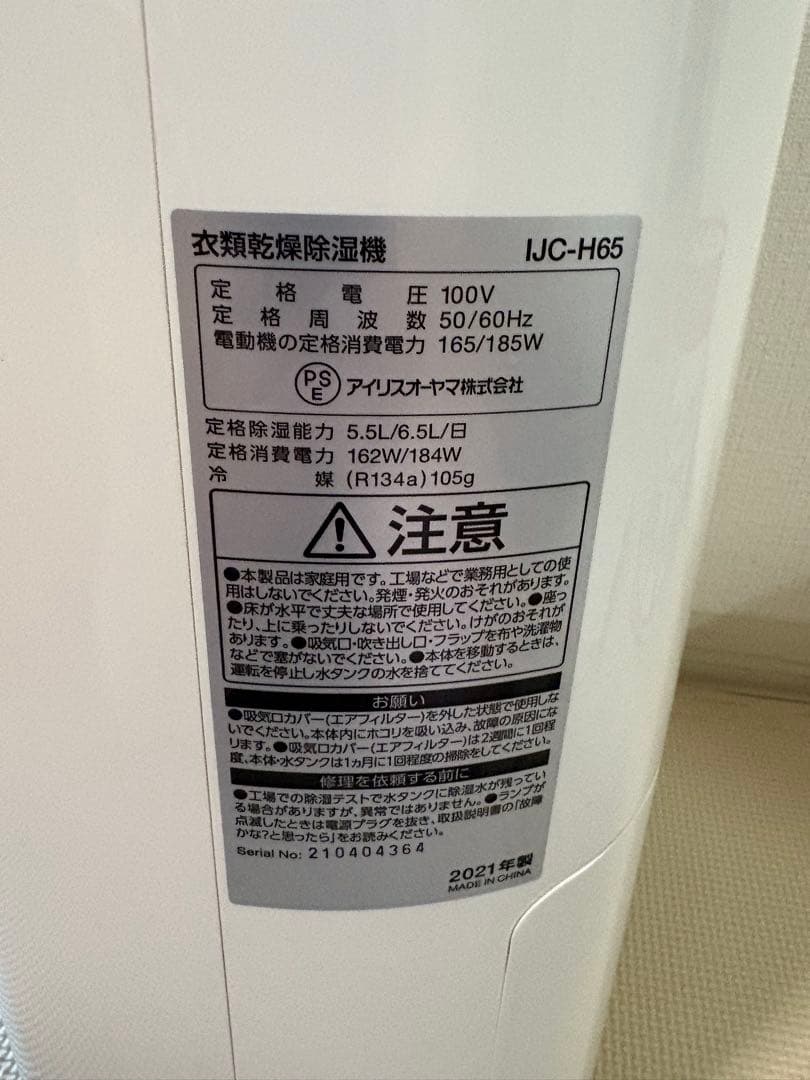 衣類乾燥除湿機 IJC-H65
定格電圧 100V
定格周波数 50/60Hz
電動機の定格消費電力 165/185W
PSE アイリスオーヤマ株式会社
定格除湿能力 5.5L/6.5L/日
定格消費電力 162W/184W
冷媒 (R134a)105g
注意
●本製品は家庭用です。工場などで業務用としての使
用はしないでください。発煙・発火のおそれがあります。
●床が水平で丈夫な場所で使用してください。●座っ
たり、上に乗ったりしないでください。けがのおそれが
あります。●吸気口・吹き出し口・フラップを布や洗濯物
などで塞がないでください。●本体を移動するときは、
運転を停止し水タンクの水を捨ててください。
お願い
●吸気口カバー(エアフィルター)を外した状態で使用しな
いでください。本体内にホコリを吸い込み、故障の原因にな
ります。●吸気口カバー(エアフィルター)は2週間に1回程
度、本体・水タンクは1ヵ月に1回程度の掃除をしてください。
修理を依頼する前に
●工場での除湿テストで水タンクに除湿水が残ってい
る場合がありますが、異常ではありません。●ランプが
点滅したときは電源プラグを抜き、取扱説明書の「故障
かな?と思ったら」をお読みください。
Serial No: 210404364
2021年製
MADE IN CHINA